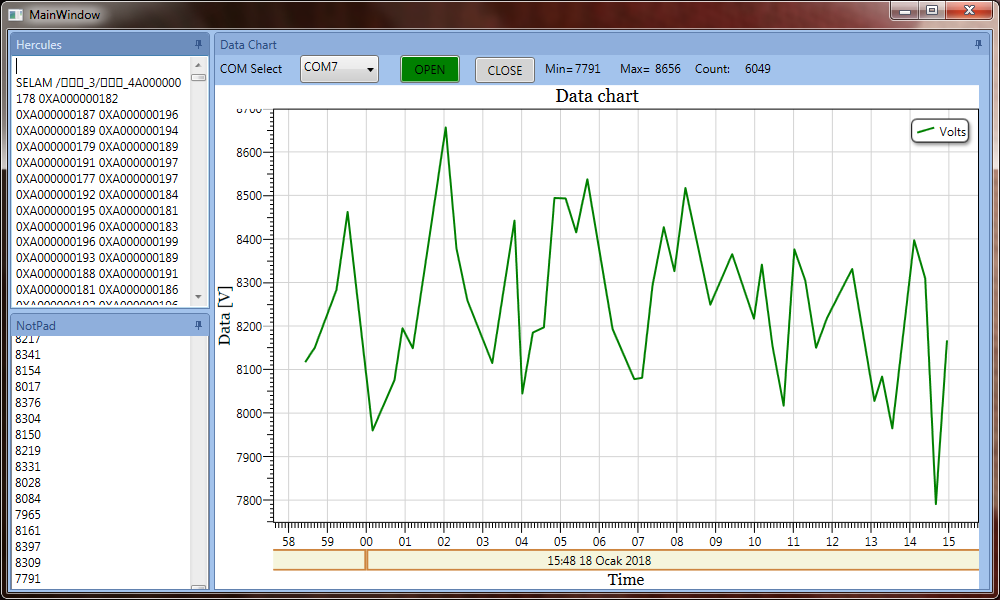 MainWindow
Hercules
SELAM /□□□_3/□□□_4A000000
178 0XA000000182
0XA000000187 0XA000000196
0XA000000189 0XA000000194
0XA000000179 0XA000000189
0XA000000191 0XA000000197
0XA000000177 0XA000000197
0XA000000192 0XA000000184
0XA000000195 0XA000000181
0XA000000196 0XA000000183
0XA000000196 0XA000000199
0XA000000193 0XA000000189
0XA000000188 0XA000000191
0XA000000181 0XA000000186
NotPad
8217
8341
8154
8017
8376
8304
8150
8219
8331
8028
8084
7965
8161
8397
8309
7791
Data Chart
COM Select COM7 OPEN CLOSE Min= 7791 Max= 8656 Count: 6049
Data chart
Volts
Data [V]
8700
8600
8500
8400
8300
8200
8100
8000
7900
7800
58 59 00 01 02 03 04 05 06 07 08 09 10 11 12 13 14 15
15:48 18 Ocak 2018
Time